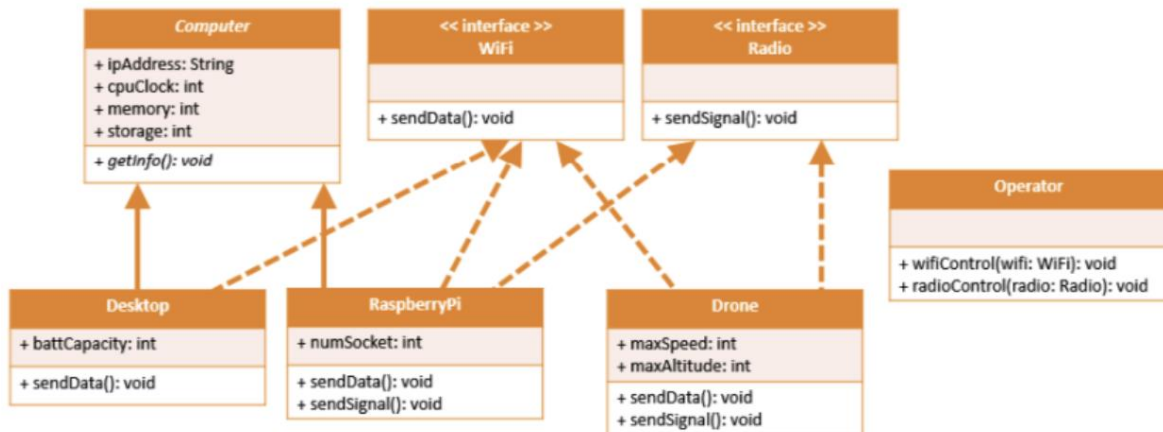 Computer
+ ipAddress: String
+ cpuClock: int
+ memory: int
+ storage: int
+ getInfo(): void
<< interface >>
WiFi
+ sendData(): void
<< interface >>
Radio
+ sendSignal(): void
Operator
+ wifiControl(wifi: WiFi): void
+ radioControl(radio: Radio): void
Desktop
+ battCapacity: int
+ sendData(): void
RaspberryPi
+ numSocket: int
+ sendData(): void
+ sendSignal(): void
Drone
+ maxSpeed: int
+ maxAltitude: int
+ sendData(): void
+ sendSignal(): void